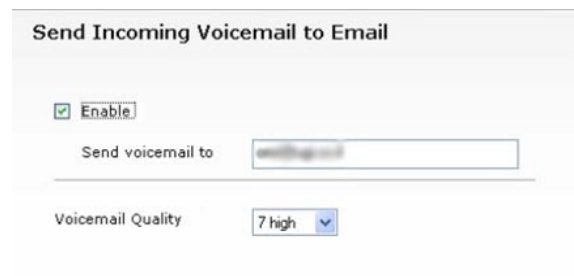 Send Incoming Voicemail to Email
Enable
Send voicemail to
Voicemail Quality
7 high